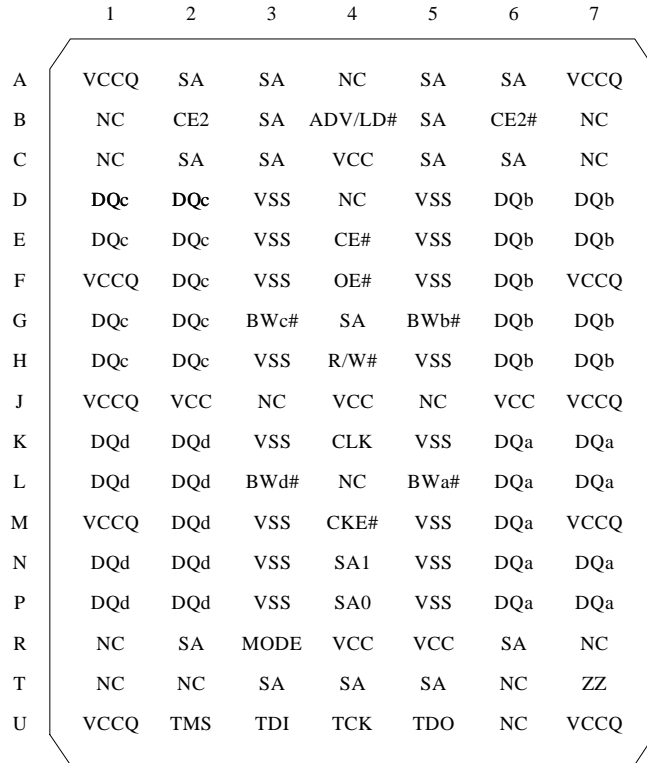 1 2 3 4 5 6 7
A VCCQ SA SA NC SA SA VCCQ
B NC CE2 SA ADV/LD# SA CE2# NC
C NC SA SA VCC SA SA NC
D DQc DQc VSS NC VSS DQb DQb
E DQc DQc VSS CE# VSS DQb DQb
F VCCQ DQc VSS OE# VSS DQb VCCQ
G DQc DQc BWc# SA BWb# DQb DQb
H DQc DQc VSS R/W# VSS DQb DQb
J VCCQ VCC NC VCC NC VCC VCCQ
K DQd DQd VSS CLK VSS DQa DQa
L DQd DQd BWd# NC BWa# DQa DQa
M VCCQ DQd VSS CKE# VSS DQa VCCQ
N DQd DQd VSS SA1 VSS DQa DQa
P DQd DQd VSS SA0 VSS DQa DQa
R NC SA MODE VCC VCC SA NC
T NC NC SA SA SA NC ZZ
U VCCQ TMS TDI TCK TDO NC VCCQ